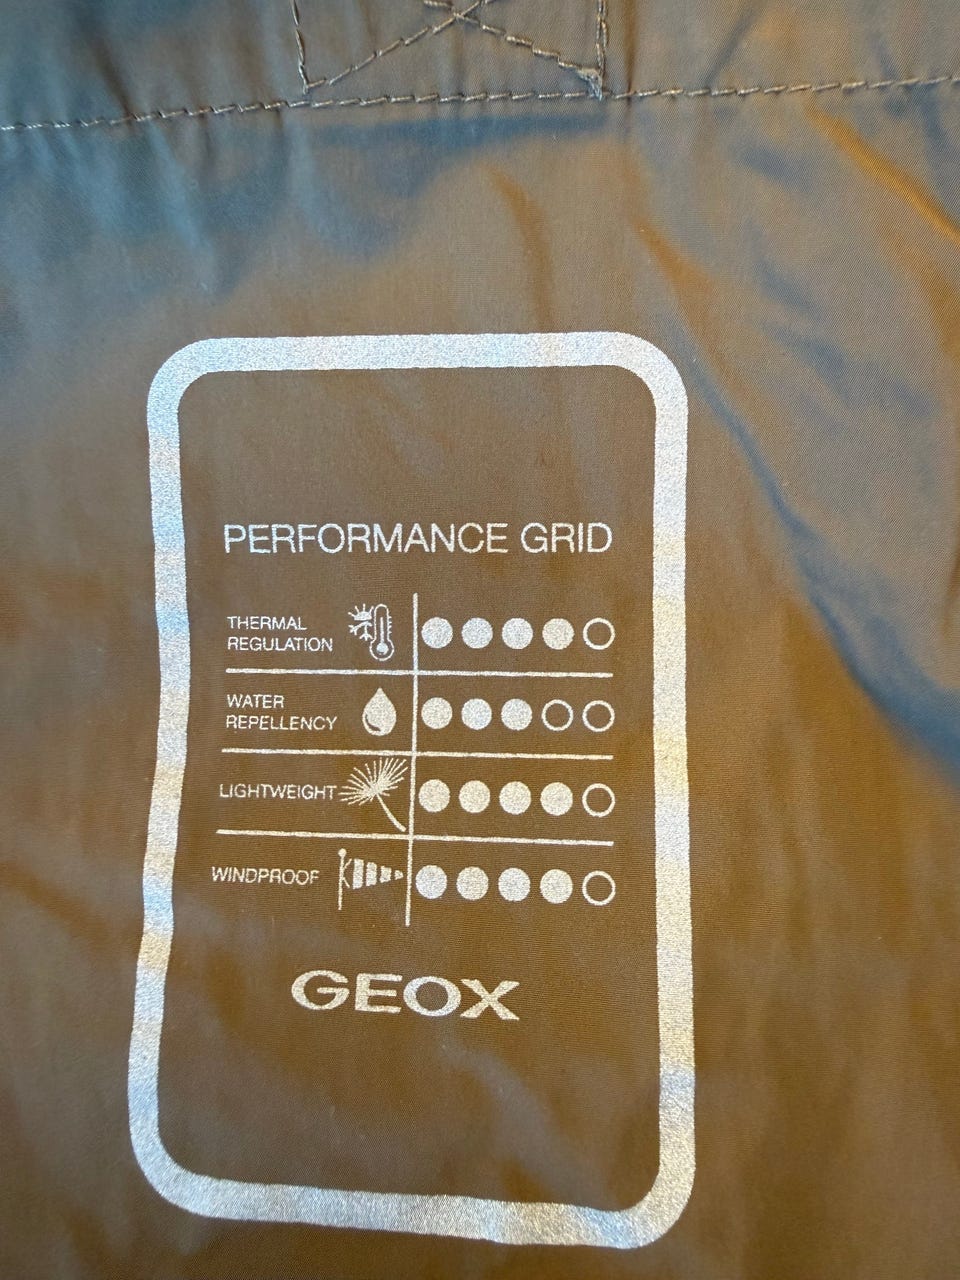 PERFORMANCE GRID
THERMAL
REGULATION
WATER
REPELLENCY
LIGHTWEIGHT
WINDPROOF
GEOX